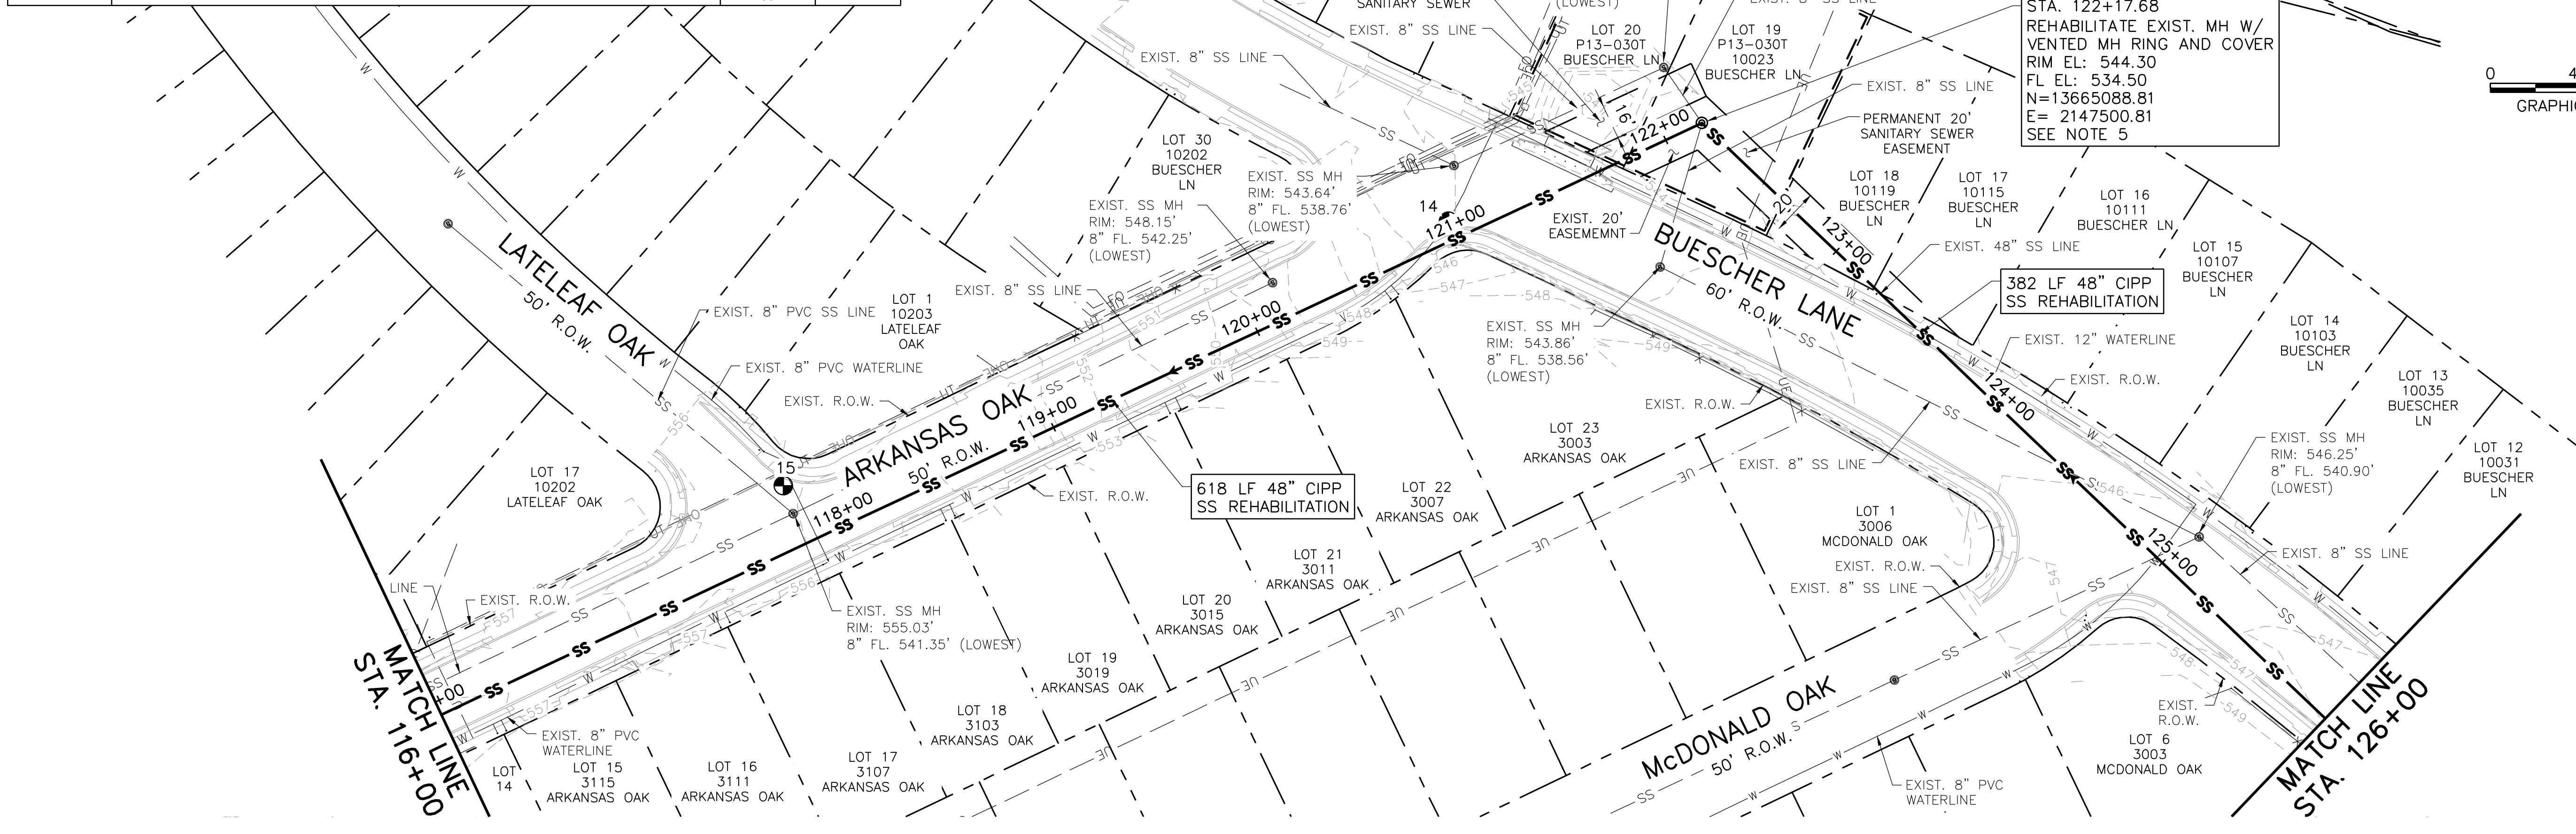 SANITARY SEWER
(LOWEST)
EXIST. 8" SS LINE
EXIST. 8" SS LINE
EXIST. 8" SS LINE
LOT 20
P13-030T
BUESCHER LN
LOT 19
P13-030T
10023
BUESCHER LN
STA. 122+17.68
REHABILITATE EXIST. MH W/
VENTED MH RING AND COVER
RIM EL: 544.30
FL EL: 534.50
N=13665088.81
E= 2147500.81
SEE NOTE 5
0
GRAPHI
EXIST. 8" SS LINE
PERMANENT 20'
SANITARY SEWER
EASEMENT
16'
122+00
20'
123+00
LOT 30
10202
BUESCHER
LN
EXIST. SS MH
RIM: 543.64'
8" FL. 538.76'
(LOWEST)
EXIST. SS MH
RIM: 548.15'
8" FL. 542.25'
(LOWEST)
14
121+00
EXIST. 20'
EASEMEMNT
LOT 18
10119
BUESCHER
LN
LOT 17
10115
BUESCHER
LN
LOT 16
10111
BUESCHER LN
LOT 15
10107
BUESCHER
LN
LOT 14
10103
BUESCHER
LN
LOT 13
10035
BUESCHER
LN
LOT 12
10031
BUESCHER
LN
EXIST. 48" SS LINE
382 LF 48" CIPP
SS REHABILITATION
BUESCHER LANE
60' R.O.W.
EXIST. 12" WATERLINE
EXIST. R.O.W.
124+00
LATELEAF OAK
50' R.O.W.
EXIST. 8" PVC SS LINE
EXIST. 8" PVC WATERLINE
LOT 1
10203
LATELEAF
OAK
EXIST. 8" SS LINE
EXIST. R.O.W.
ARKANSAS OAK
50' R.O.W.
120+00
119+00
118+00
15
EXIST. SS MH
RIM: 543.86'
8" FL. 538.56'
(LOWEST)
EXIST. R.O.W.
EXIST. 8" SS LINE
EXIST. SS MH
RIM: 546.25'
8" FL. 540.90'
(LOWEST)
125+00
EXIST. 8" SS LINE
618 LF 48" CIPP
SS REHABILITATION
EXIST. R.O.W.
LOT 17
10202
LATELEAF OAK
LOT 23
3003
ARKANSAS OAK
LOT 22
3007
ARKANSAS OAK
LOT 21
3011
ARKANSAS OAK
LOT 20
3015
ARKANSAS OAK
LOT 19
3019
ARKANSAS OAK
LOT 18
3103
ARKANSAS OAK
LOT 17
3107
ARKANSAS OAK
LOT 16
3111
ARKANSAS OAK
LOT 15
3115
ARKANSAS OAK
LOT
14
LOT 1
3006
MCDONALD OAK
EXIST. R.O.W.
EXIST. 8" SS LINE
LINE
EXIST. R.O.W.
EXIST. SS MH
RIM: 555.03'
8" FL. 541.35' (LOWEST)
+00
EXIST. 8" PVC
WATERLINE
MATCH LINE
STA. 116+00
McDONALD OAK
50' R.O.W.
EXIST. 8" PVC
WATERLINE
EXIST.
R.O.W.
LOT 6
3003
MCDONALD OAK
MATCH LINE
STA. 126+00